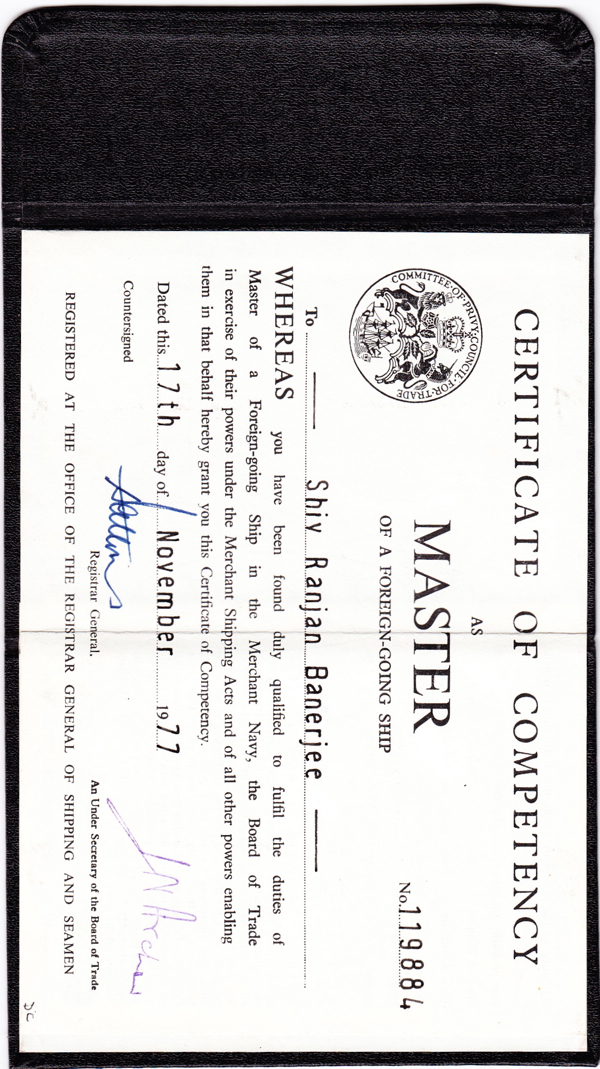 CERTIFICATE OF COMPETENCY
AS
MASTER
OF A FOREIGN-GOING SHIP
No. 119884
COMMITTEE·OF·PRIVY·COUNCIL·FOR·TRADE
To Shiv Ranjan Banerjee
WHEREAS you have been found duly qualified to fulfil the duties of
Master of a Foreign-going Ship in the Merchant Navy, the Board of Trade
in exercise of their powers under the Merchant Shipping Acts and of all other powers enabling
them in that behalf hereby grant you this Certificate of Competency.
Dated this 17th day of November 1977
Countersigned
Registrar General.
An Under Secretary of the Board of Trade
REGISTERED AT THE OFFICE OF THE REGISTRAR GENERAL OF SHIPPING AND SEAMEN